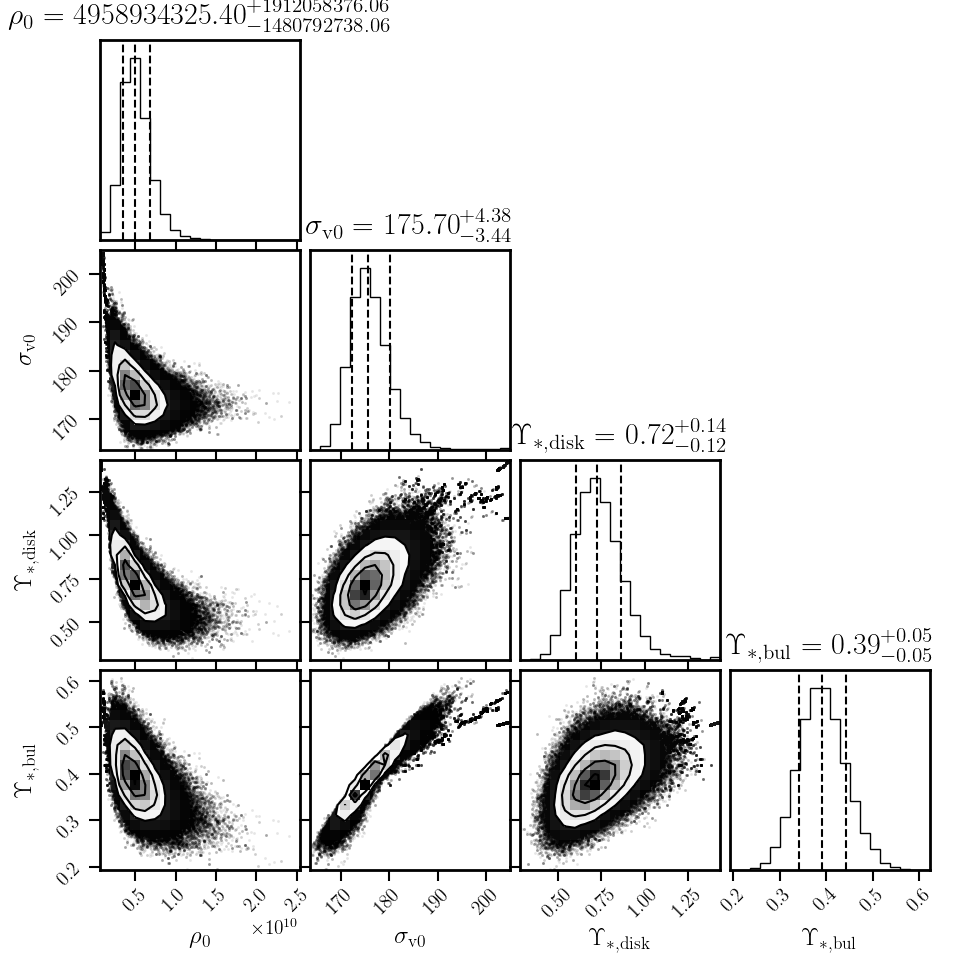 ρ₀ = 4958934325.40⁺¹⁹¹²⁰⁵⁸³⁷⁶·⁰⁶₋₁₄₈₀₇₉₂₇₃₈.₀₆
σᵥ₀ = 175.70⁺⁴·³⁸₋₃.₄₄
200
190
180
170
σᵥ₀
ϒ*,disk = 0.72⁺⁰·¹⁴₋₀.₁₂
1.25
1.00
0.75
0.50
ϒ*,disk
ϒ*,bul = 0.39⁺⁰·⁰⁵₋₀.₀₅
0.6
0.5
0.4
0.3
0.2
ϒ*,bul
0.5 1.0 1.5 2.0 2.5
×10¹⁰
ρ₀
170 180 190 200
σᵥ₀
0.50 0.75 1.00 1.25
ϒ*,disk
0.2 0.3 0.4 0.5 0.6
ϒ*,bul